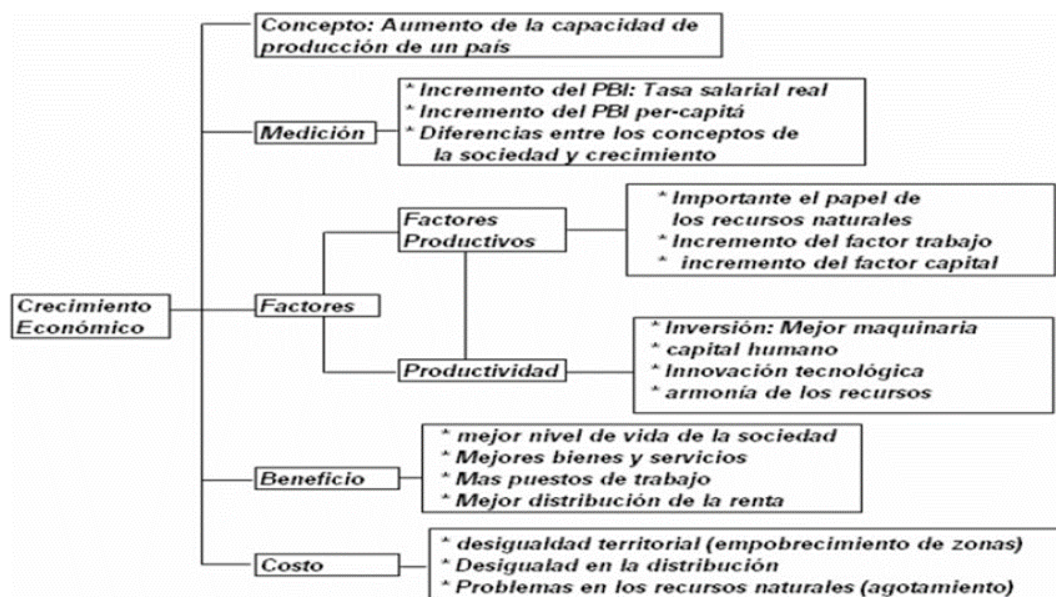 Concepto: Aumento de la capacidad de
producción de un país
Medición
* Incremento del PBI: Tasa salarial real
* Incremento del PBI per-capitá
* Diferencias entre los conceptos de
la sociedad y crecimiento
Crecimiento
Económico
Factores
Factores
Productivos
* Importante el papel de
los recursos naturales
* Incremento del factor trabajo
* incremento del factor capital
Productividad
* Inversión: Mejor maquinaria
* capital humano
* Innovación tecnológica
* armonía de los recursos
Beneficio
* mejor nivel de vida de la sociedad
* Mejores bienes y servicios
* Mas puestos de trabajo
* Mejor distribución de la renta
Costo
* desigualdad territorial (empobrecimiento de zonas)
* Desigualad en la distribución
* Problemas en los recursos naturales (agotamiento)